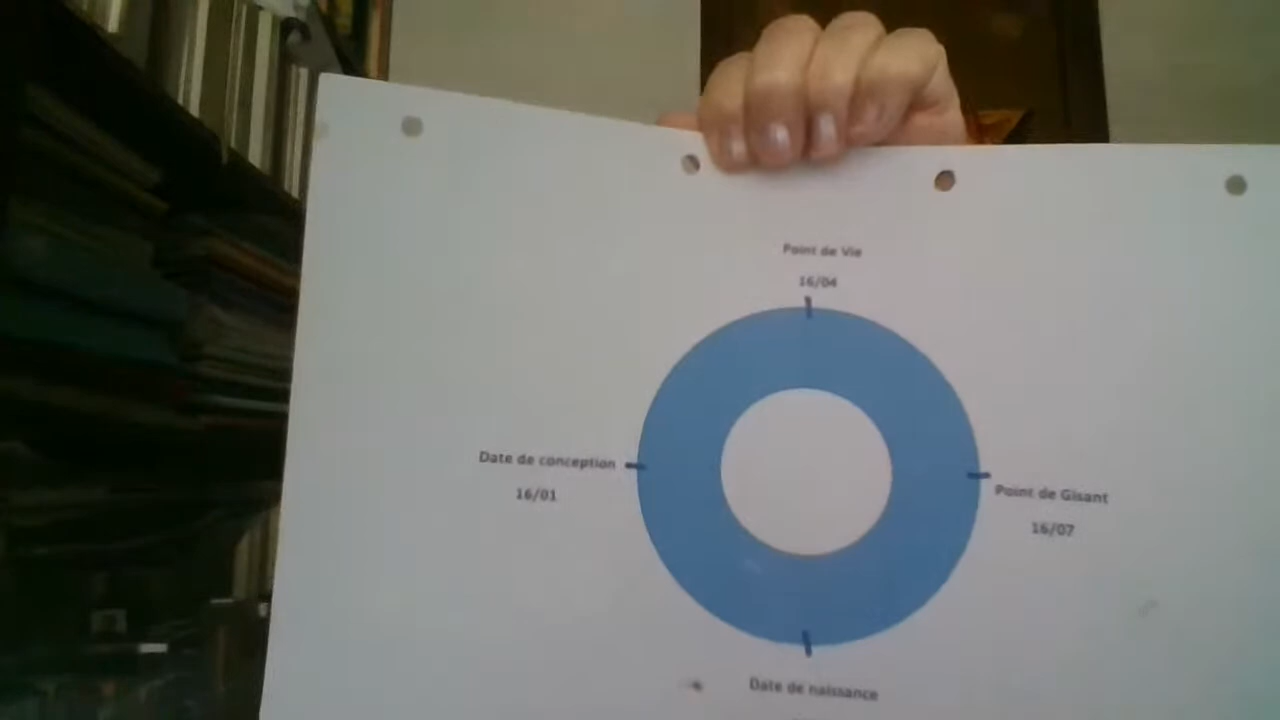 Point de Vie
16/04
Date de conception
16/01
Point de Gisant
16/07
Date de naissance